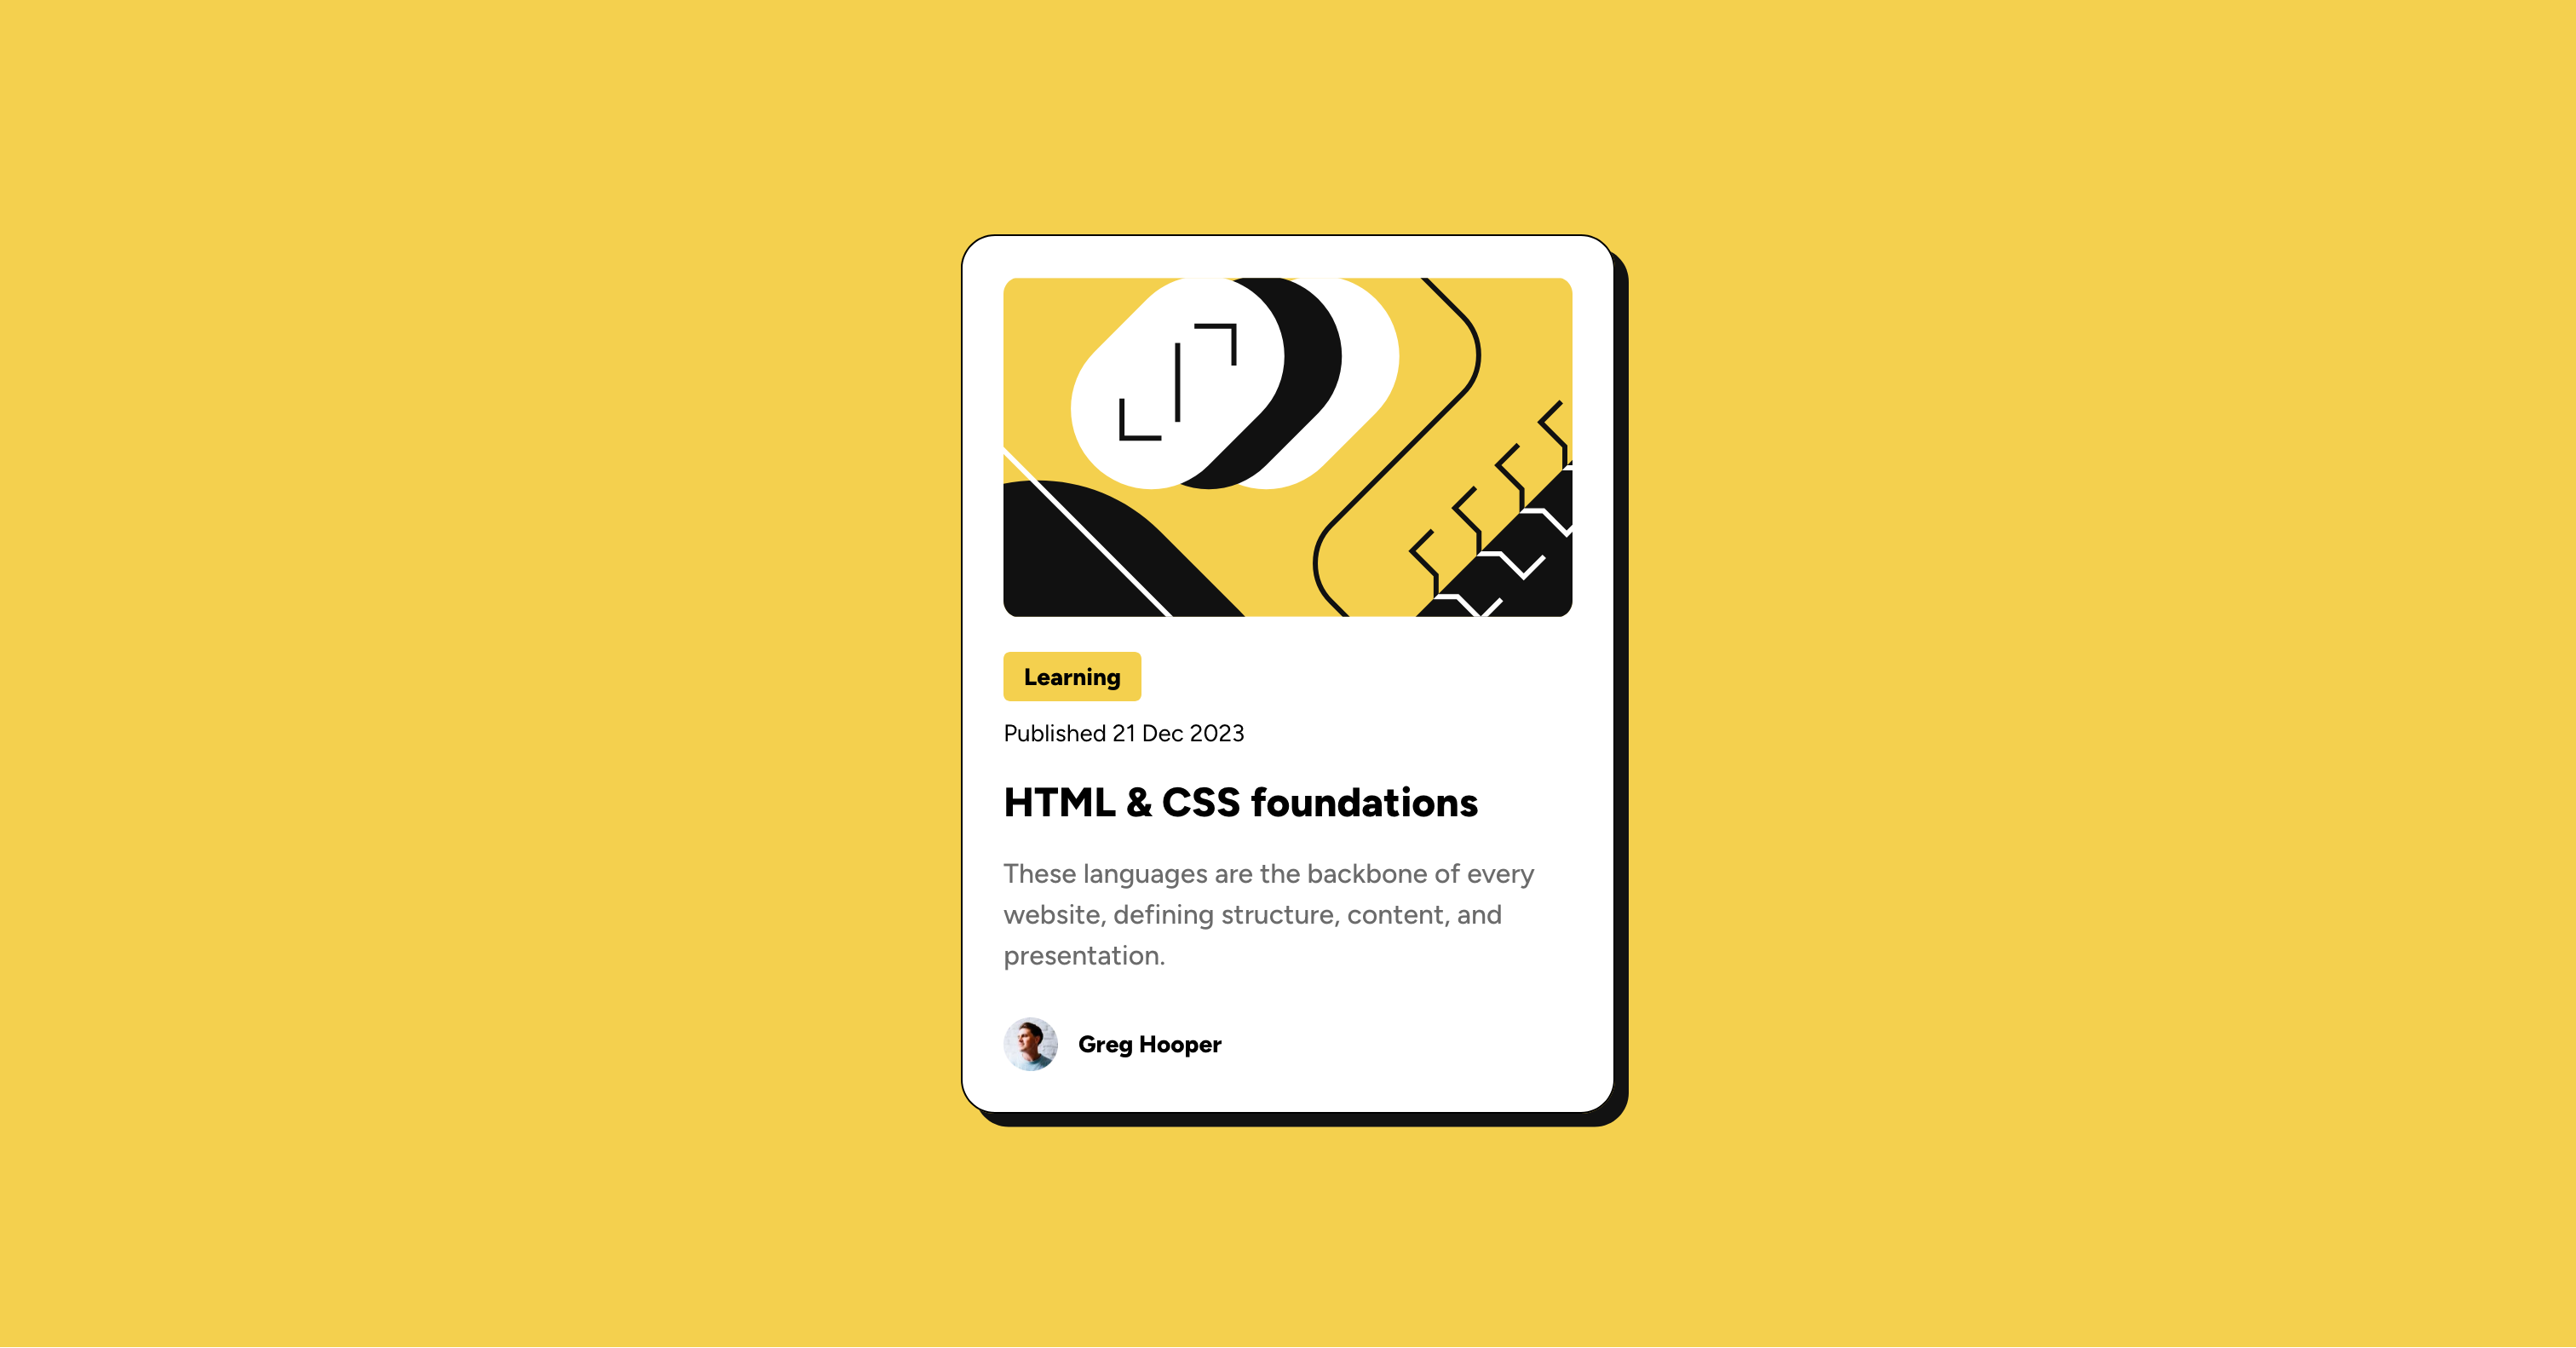 Learning
Published 21 Dec 2023
HTML & CSS foundations
These languages are the backbone of every
website, defining structure, content, and
presentation.
Greg Hooper